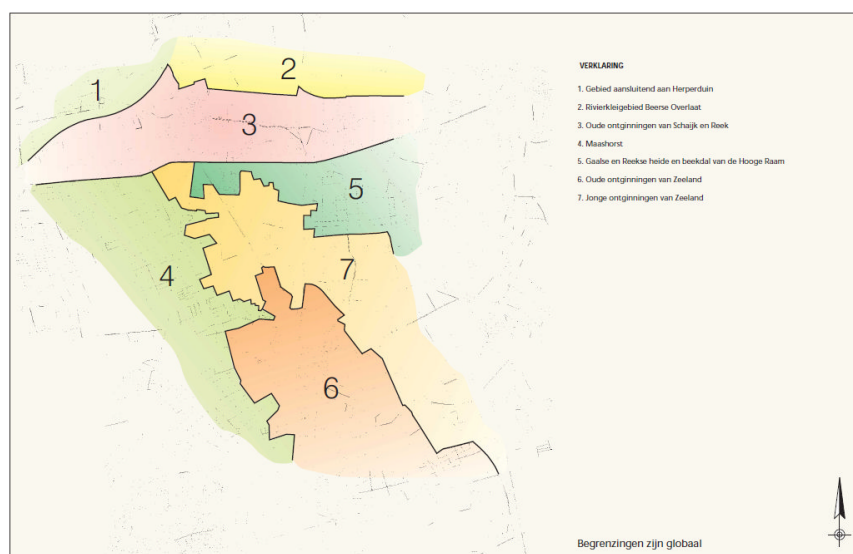 VERKLARING
1. Gebied aansluitend aan Herperduin
2. Rivierkleigebied Beerse Overlaat
3. Oude ontginningen van Schaijk en Reek
4. Maashorst
5. Gaalse en Reekse heide en beekdal van de Hooge Raam
6. Oude ontginningen van Zeeland
7. Jonge ontginningen van Zeeland
1
2
3
5
4
7
6
Begrenzingen zijn globaal